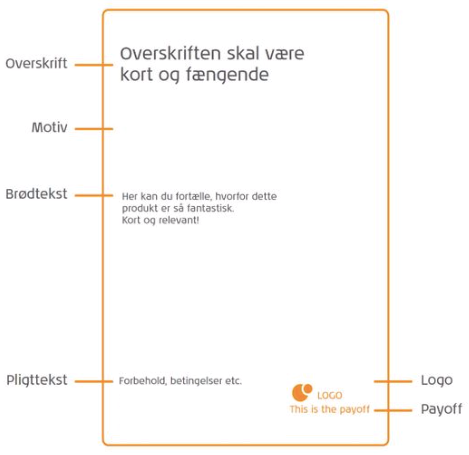 Overskrift
Overskriften skal være
kort og fængende
Motiv
Brødtekst
Her kan du fortælle, hvorfor dette
produkt er så fantastisk.
Kort og relevant!
Pligttekst
Forbehold, betingelser etc.
LOGO
This is the payoff
Logo
Payoff